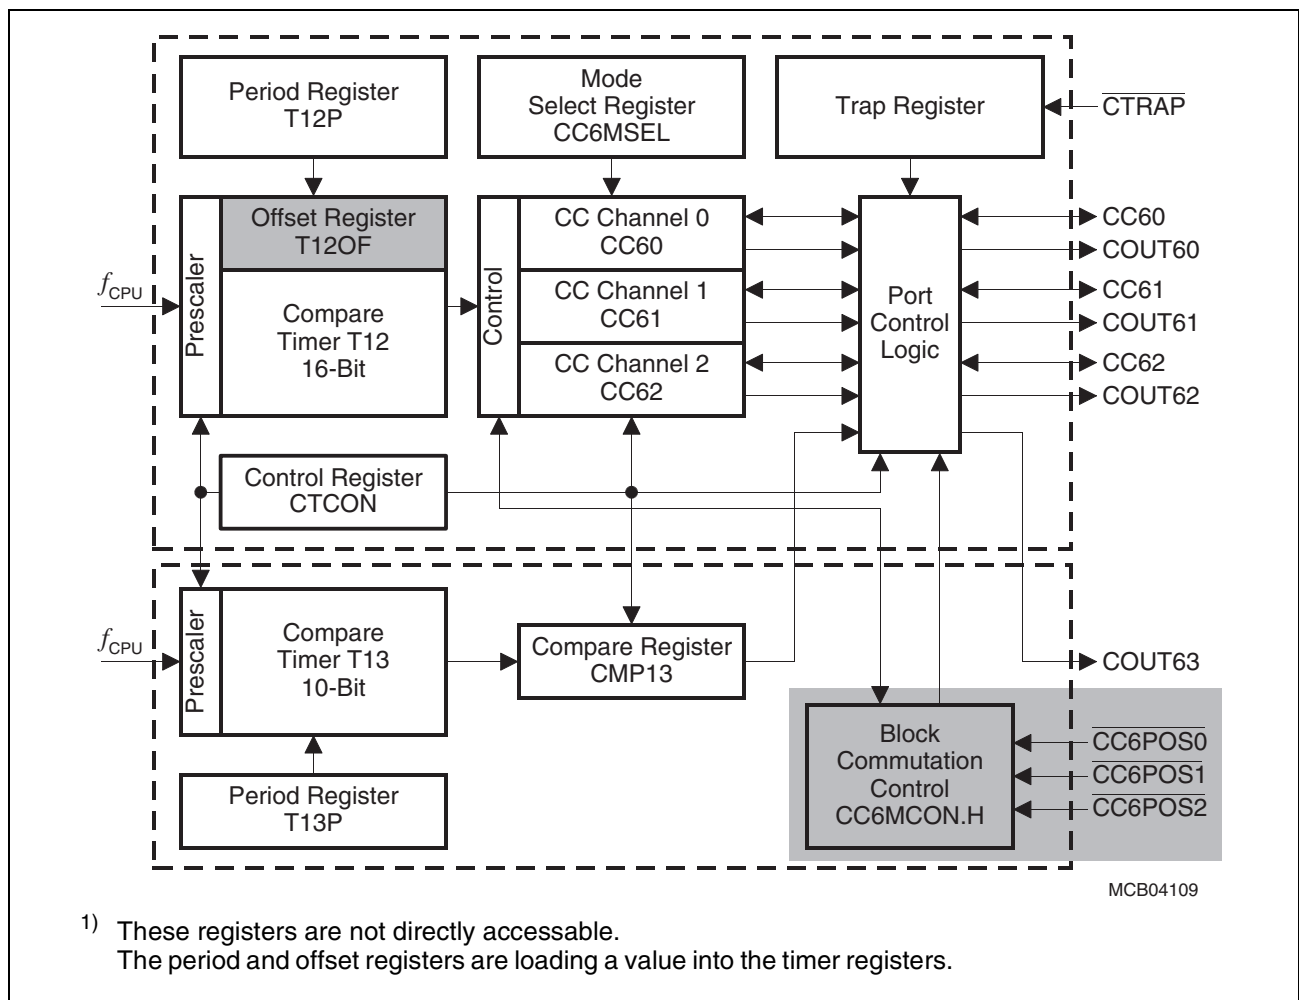 Period Register
T12P
Mode
Select Register
CC6MSEL
Trap Register
CTRAP
Prescaler
Offset Register
T12OF
Compare
Timer T12
16-Bit
fCPU
Control
CC Channel 0
CC60
CC Channel 1
CC61
CC Channel 2
CC62
Port
Control
Logic
CC60
COUT60
CC61
COUT61
CC62
COUT62
Control Register
CTCON
fCPU
Prescaler
Compare
Timer T13
10-Bit
Compare Register
CMP13
COUT63
Period Register
T13P
Block
Commutation
Control
CC6MCON.H
CC6POS0
CC6POS1
CC6POS2
MCB04109
1) These registers are not directly accessable.
The period and offset registers are loading a value into the timer registers.